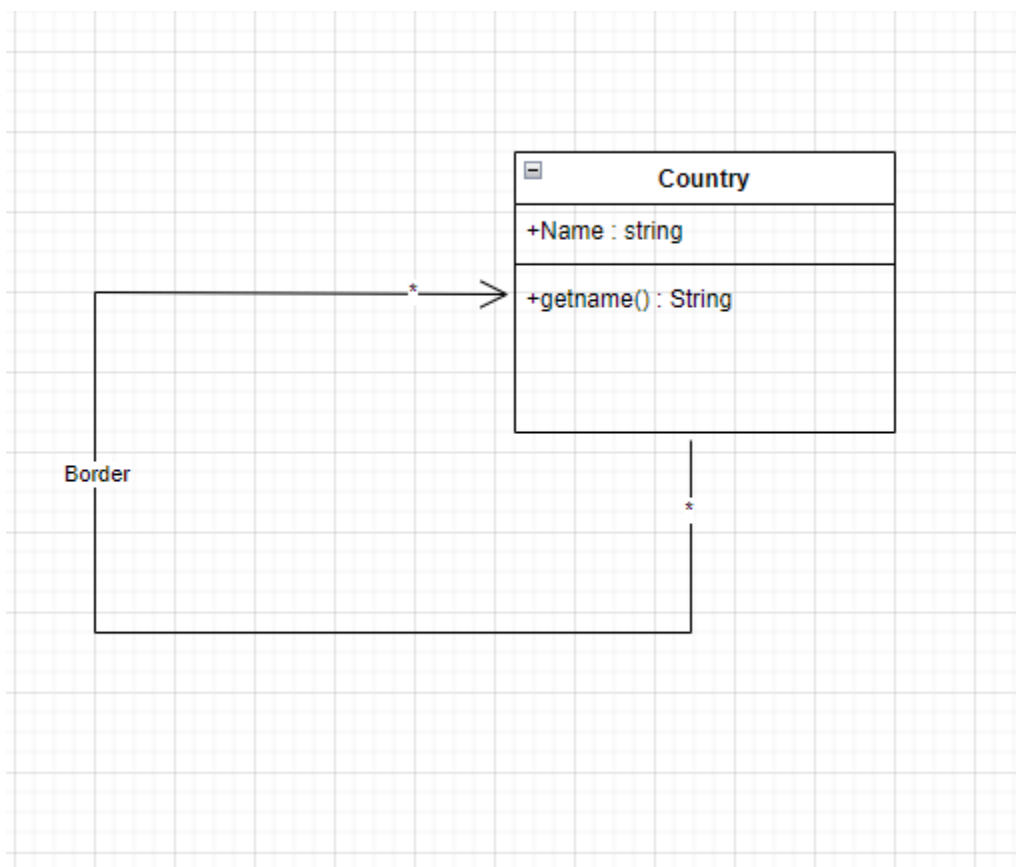 Country
+Name : string
*
+getname() : String
Border
*